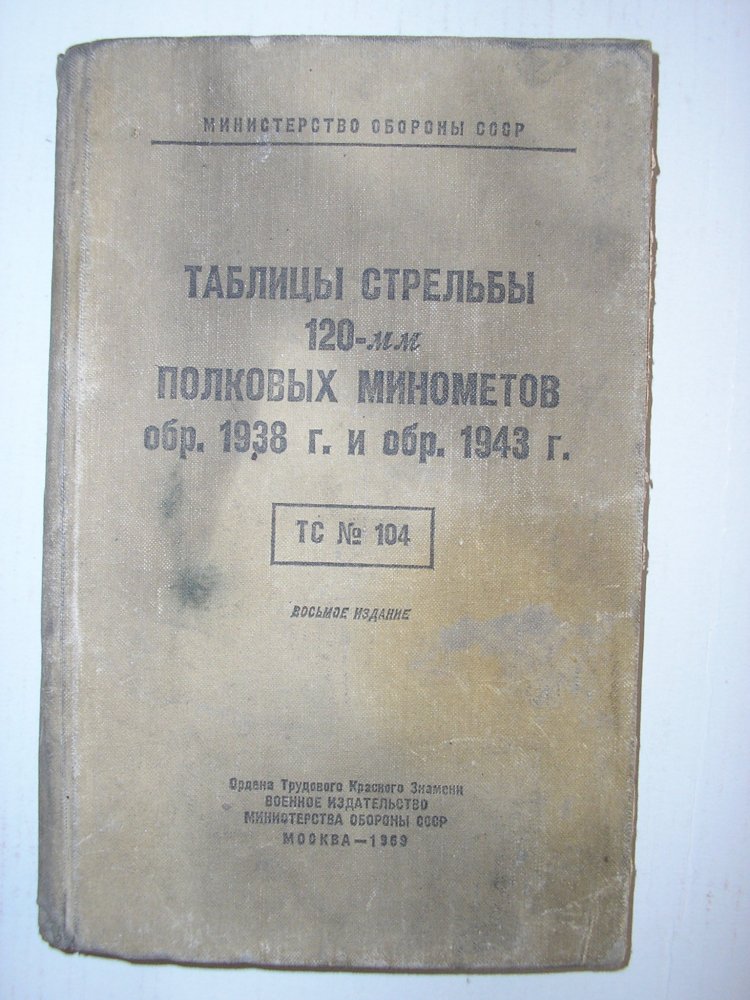 МИНИСТЕРСТВО ОБОРОНЫ СССР
ТАБЛИЦЫ СТРЕЛЬБЫ
120-мм
ПОЛКОВЫХ МИНОМЕТОВ
обр. 1938 г. и обр. 1943 г.
ТС № 104
ВОСЬМОЕ ИЗДАНИЕ
Ордена Трудового Красного Знамени
ВОЕННОЕ ИЗДАТЕЛЬСТВО
МИНИСТЕРСТВА ОБОРОНЫ СССР
МОСКВА—1969